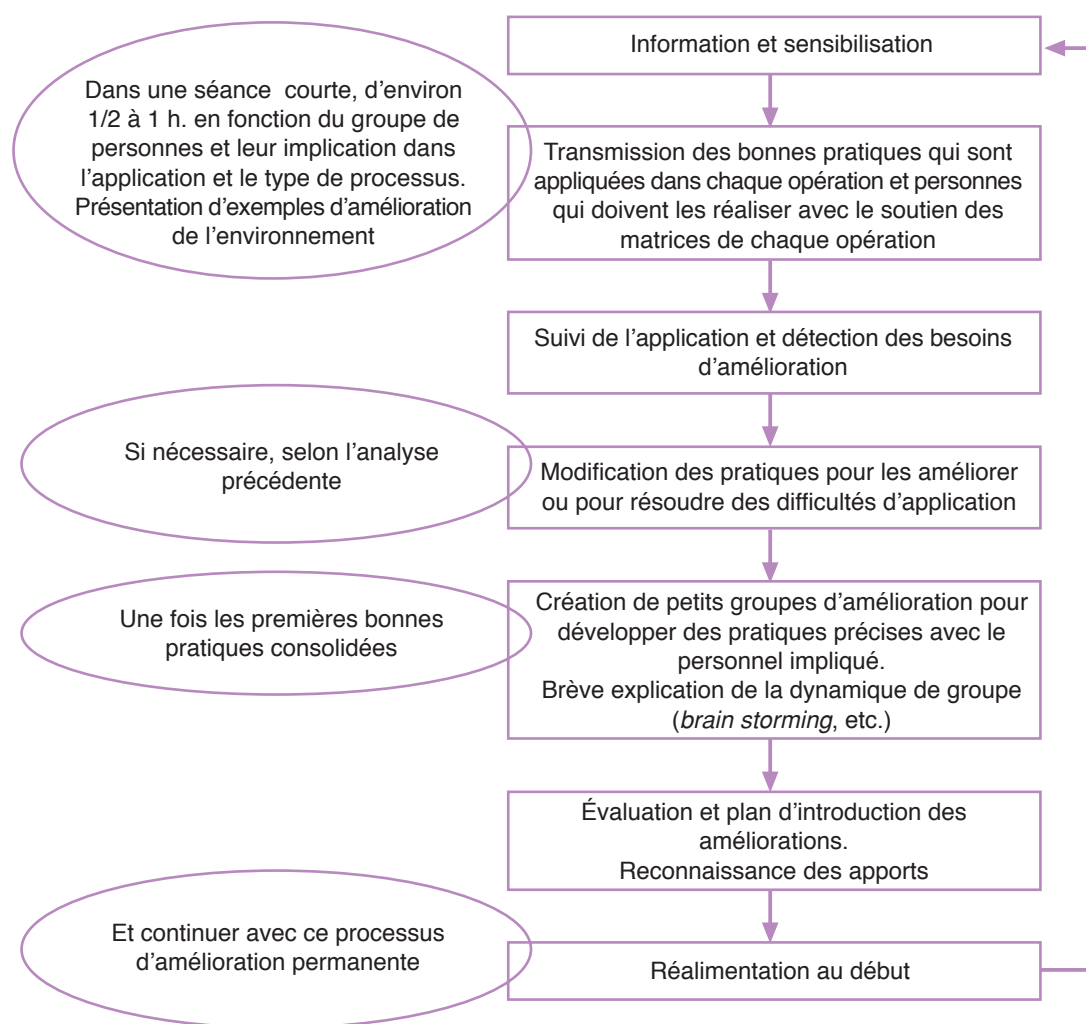 Information et sensibilisation
Dans une séance courte, d'environ
1/2 à 1 h. en fonction du groupe de
personnes et leur implication dans
l'application et le type de processus.
Présentation d'exemples d'amélioration
de l'environnement
Transmission des bonnes pratiques qui sont
appliquées dans chaque opération et personnes
qui doivent les réaliser avec le soutien des
matrices de chaque opération
Suivi de l'application et détection des besoins
d'amélioration
Si nécessaire, selon l'analyse
précédente
Modification des pratiques pour les améliorer
ou pour résoudre des difficultés d'application
Une fois les premières bonnes
pratiques consolidées
Création de petits groupes d'amélioration pour
développer des pratiques précises avec le
personnel impliqué.
Brève explication de la dynamique de groupe
(brain storming, etc.)
Évaluation et plan d'introduction des
améliorations.
Reconnaissance des apports
Et continuer avec ce processus
d'amélioration permanente
Réalimentation au début